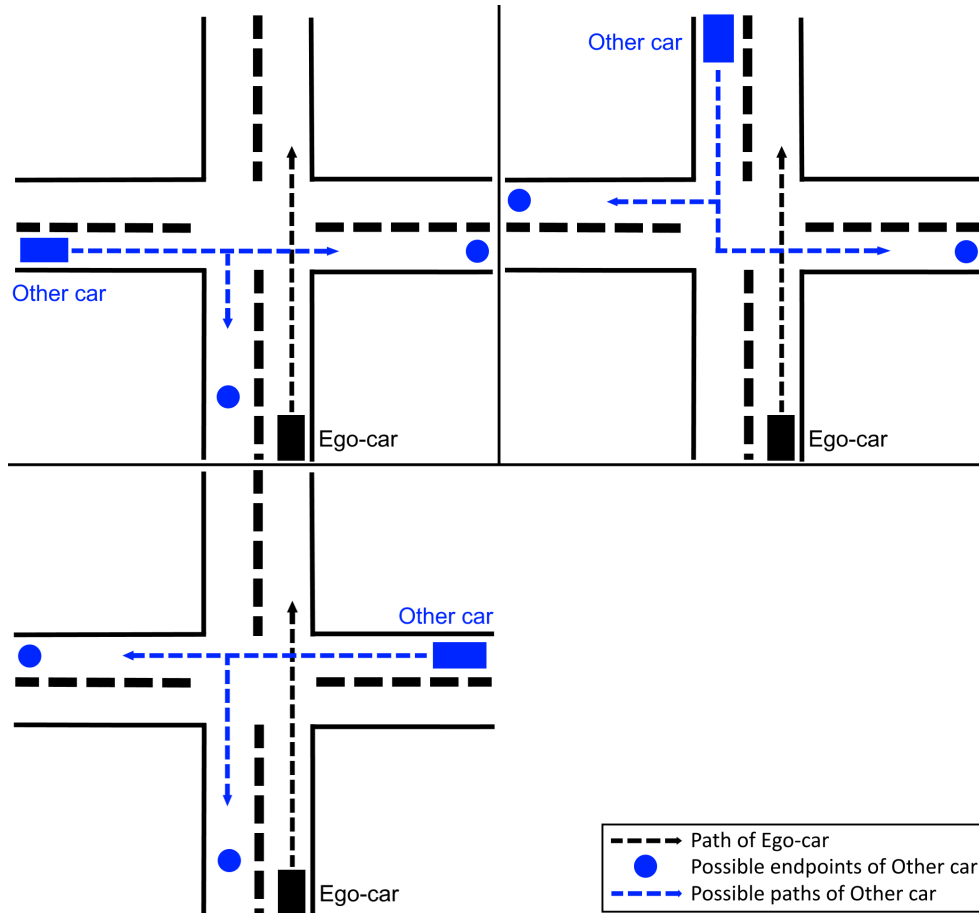 Other car
Ego-car
Other car
Ego-car
Other car
Ego-car
Path of Ego-car
Possible endpoints of Other car
Possible paths of Other car